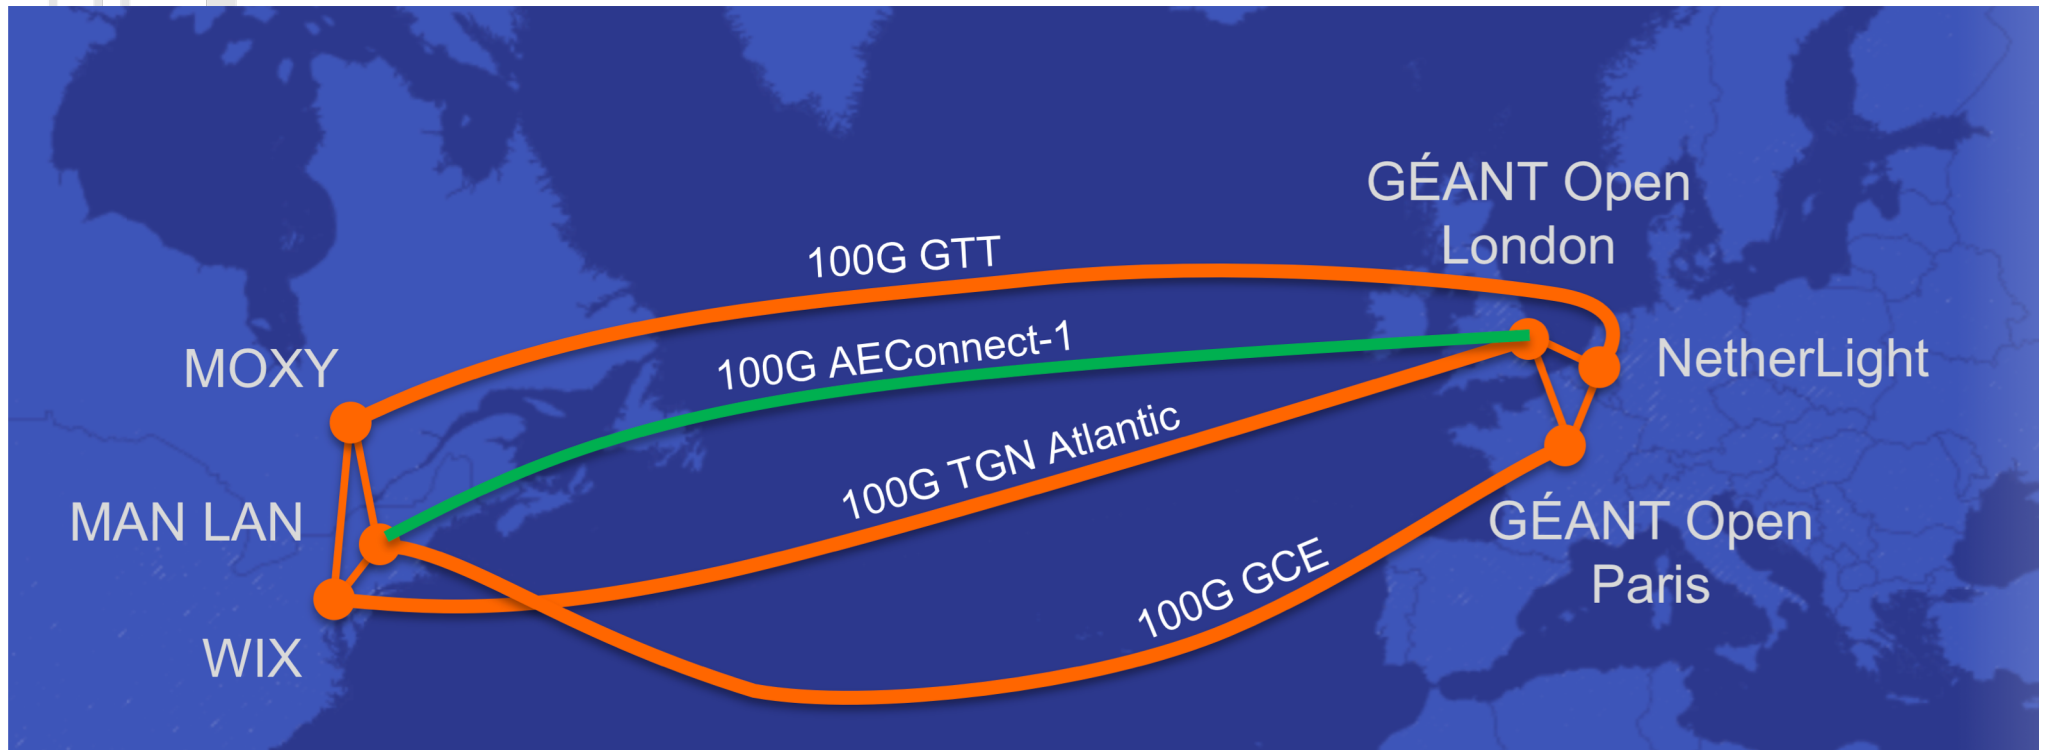 GÉANT Open
London
100G GTT
100G AEConnect-1
MOXY
NetherLight
100G TGN Atlantic
MAN LAN
GÉANT Open
Paris
100G GCE
WIX